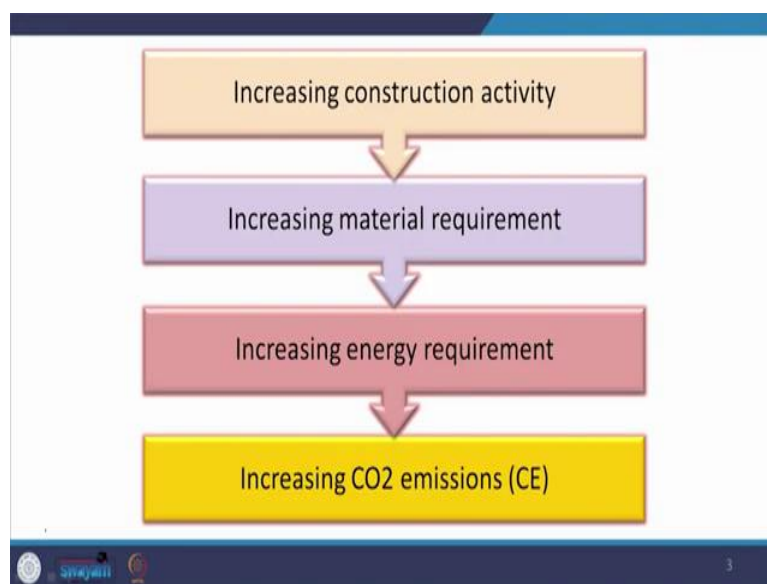 Increasing construction activity
Increasing material requirement
Increasing energy requirement
Increasing CO2 emissions (CE)
swayam
3